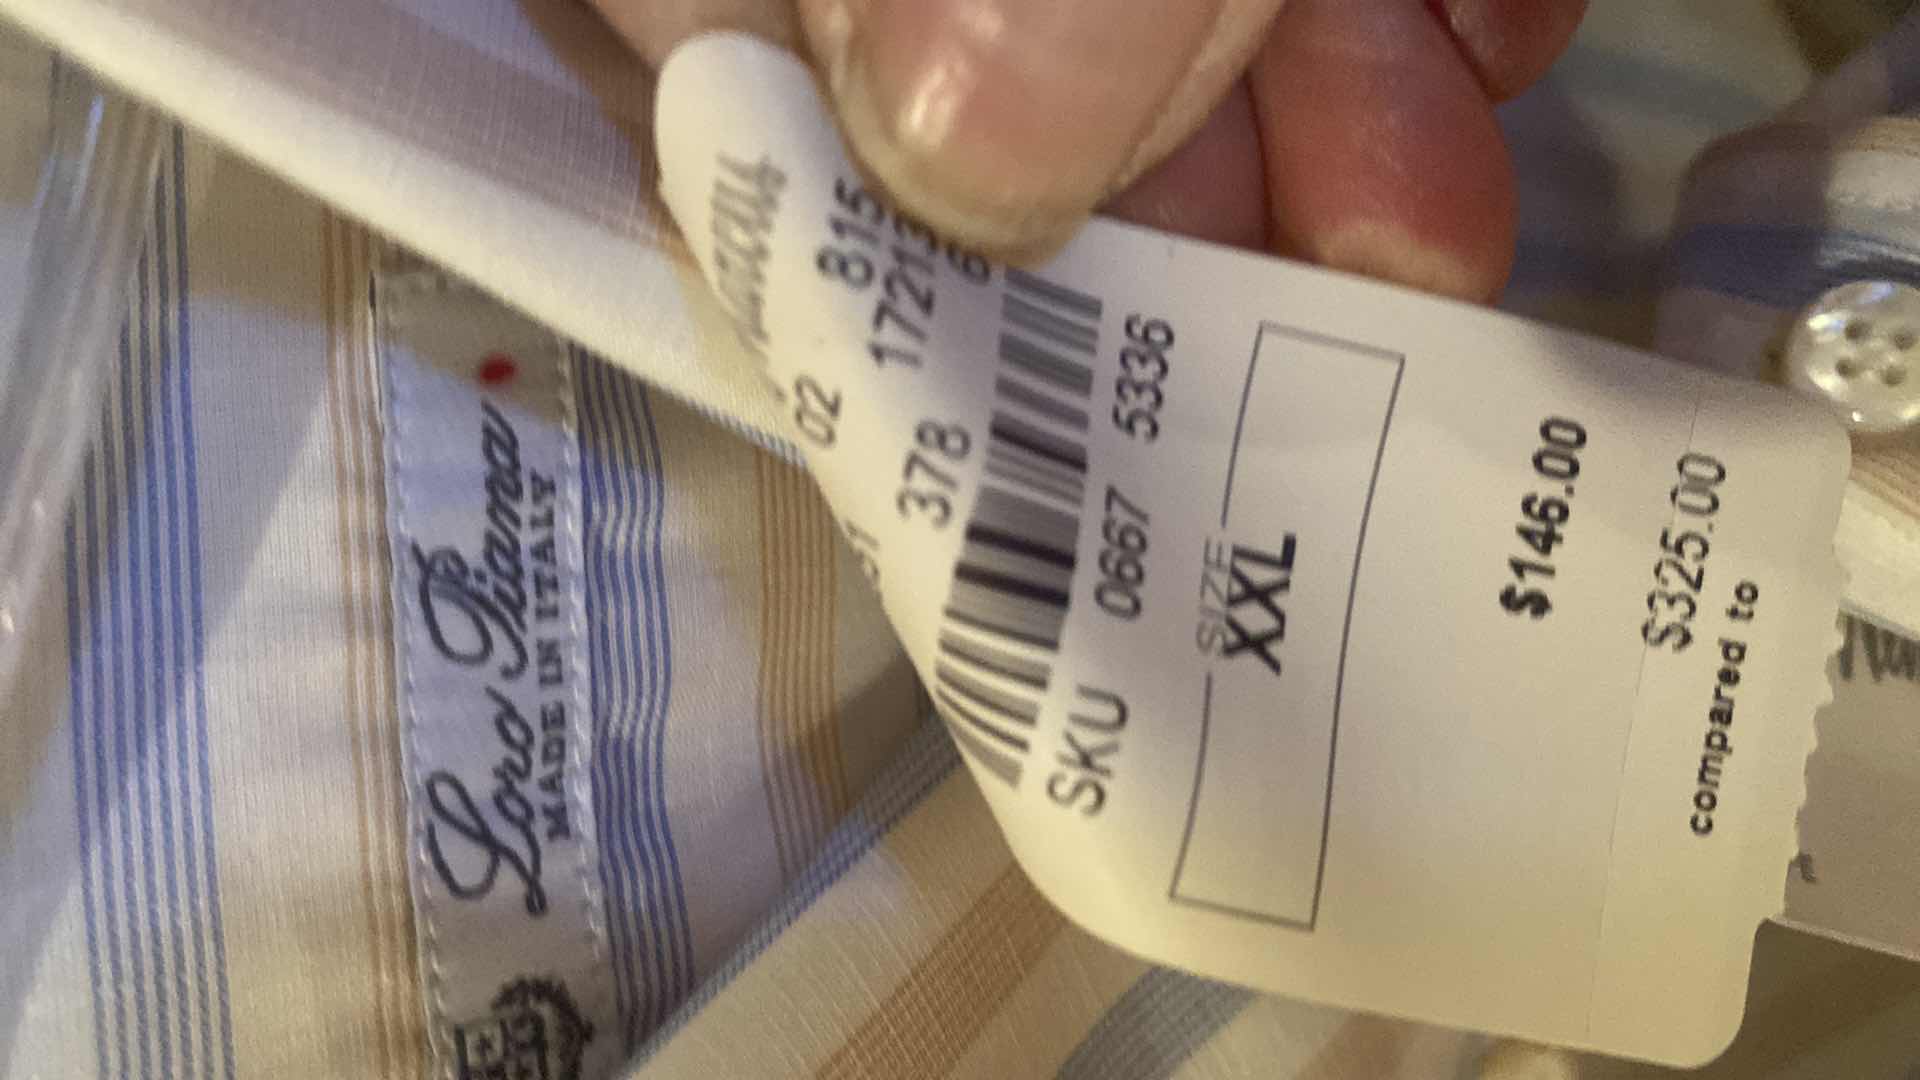 Loro Piana
MADE IN ITALY
02 815
378 17213
SKU 0667 5336
SIZE
XXL
$146.00
$325.00
compared to